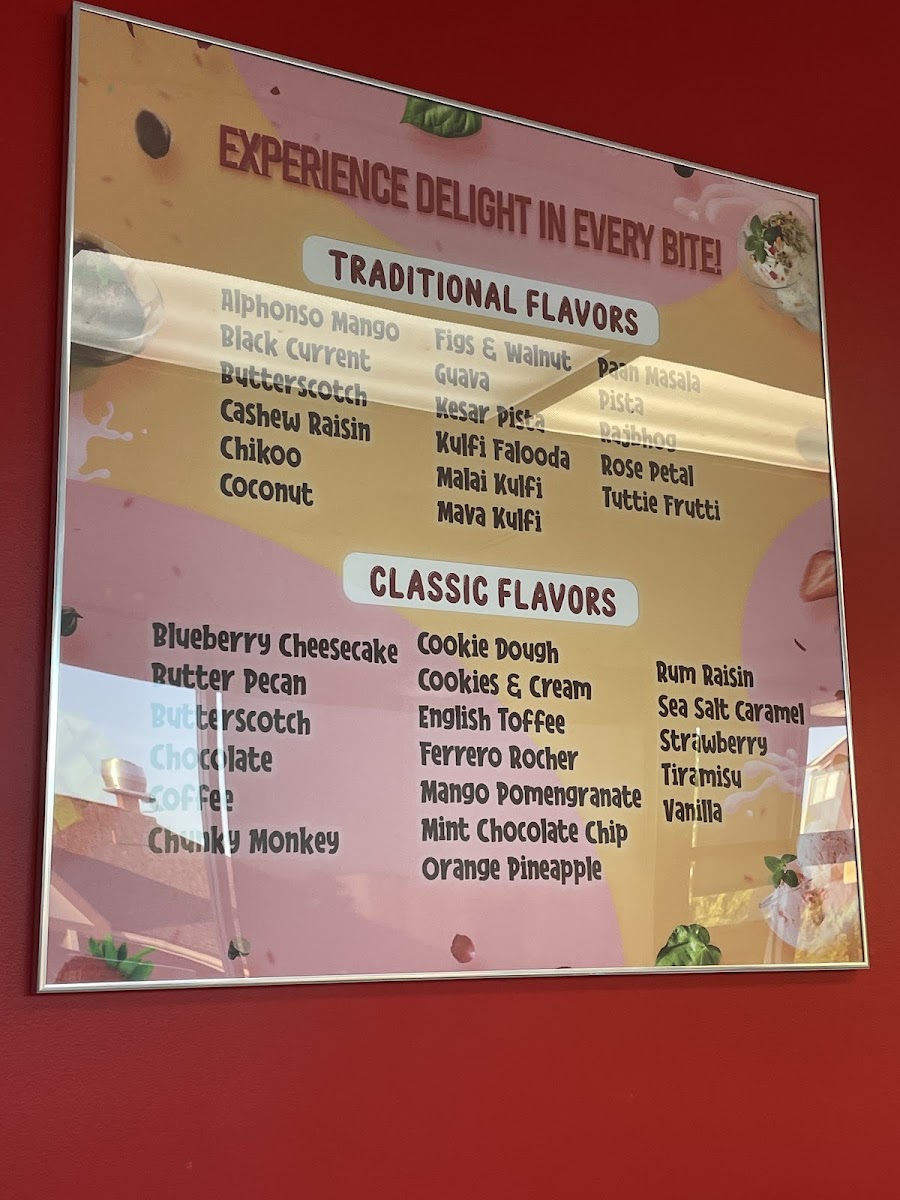 EXPERIENCE DELIGHT IN EVERY BITE!
TRADITIONAL FLAVORS
Alphonso Mango
Black Current
Butterscotch
Cashew Raisin
Chikoo
Coconut
Figs & Walnut
Guava
Kesar Pista
Kulfi Falooda
Malai Kulfi
Mava Kulfi
Paan Masala
Pista
Rajbhog
Rose Petal
Tuttie Frutti
CLASSIC FLAVORS
Blueberry Cheesecake
Butter Pecan
Butterscotch
Chocolate
Coffee
Chunky Monkey
Cookie Dough
Cookies & Cream
English Toffee
Ferrero Rocher
Mango Pomengranate
Mint Chocolate Chip
Orange Pineapple
Rum Raisin
Sea Salt Caramel
Strawberry
Tiramisu
Vanilla